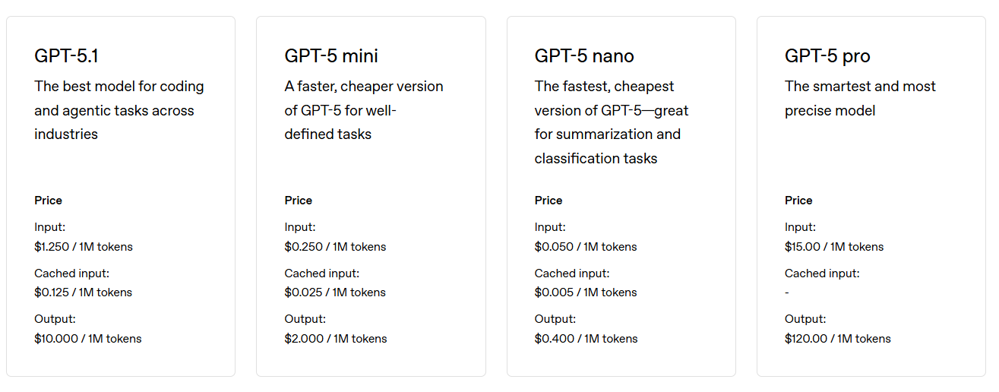 GPT-5.1
The best model for coding
and agentic tasks across
industries
Price
Input:
$1.250 / 1M tokens
Cached input:
$0.125 / 1M tokens
Output:
$10.000 / 1M tokens
GPT-5 mini
A faster, cheaper version
of GPT-5 for well-
defined tasks
Price
Input:
$0.250 / 1M tokens
Cached input:
$0.025 / 1M tokens
Output:
$2.000 / 1M tokens
GPT-5 nano
The fastest, cheapest
version of GPT-5—great
for summarization and
classification tasks
Price
Input:
$0.050 / 1M tokens
Cached input:
$0.005 / 1M tokens
Output:
$0.400 / 1M tokens
GPT-5 pro
The smartest and most
precise model
Price
Input:
$15.00 / 1M tokens
Cached input:
-
Output:
$120.00 / 1M tokens